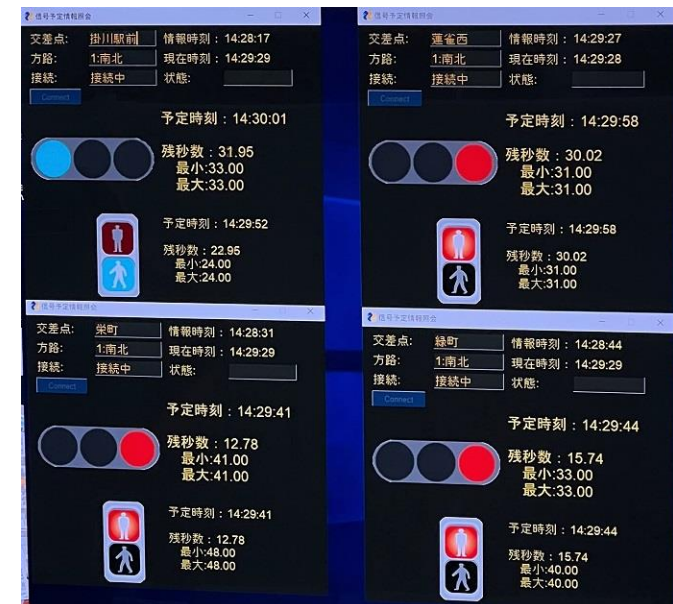 信号予定情報照会
交差点: 掛川駅前 情報時刻 : 14:28:17
方路: 1:南北 現在時刻 : 14:29:29
接続: 接続中 状態:
Connect
予定時刻 : 14:30:01
残秒数 : 31.95
最小:33.00
最大:33.00
予定時刻 : 14:29:52
残秒数 : 22.95
最小:24.00
最大:24.00
信号予定情報照会
交差点: 蓮雀西 情報時刻 : 14:29:27
方路: 1:南北 現在時刻 : 14:29:28
接続: 接続中 状態:
Connect
予定時刻 : 14:29:58
残秒数 : 30.02
最小:31.00
最大:31.00
予定時刻 : 14:29:58
残秒数 : 30.02
最小:31.00
最大:31.00
信号予定情報照会
交差点: 栄町 情報時刻 : 14:28:31
方路: 1:南北 現在時刻 : 14:29:29
接続: 接続中 状態:
Connect
予定時刻 : 14:29:41
残秒数 : 12.78
最小:41.00
最大:41.00
予定時刻 : 14:29:41
残秒数 : 12.78
最小:48.00
最大:48.00
信号予定情報照会
交差点: 緑町 情報時刻 : 14:28:44
方路: 1:南北 現在時刻 : 14:29:29
接続: 接続中 状態:
Connect
予定時刻 : 14:29:44
残秒数 : 15.74
最小:33.00
最大:33.00
予定時刻 : 14:29:44
残秒数 : 15.74
最小:40.00
最大:40.00